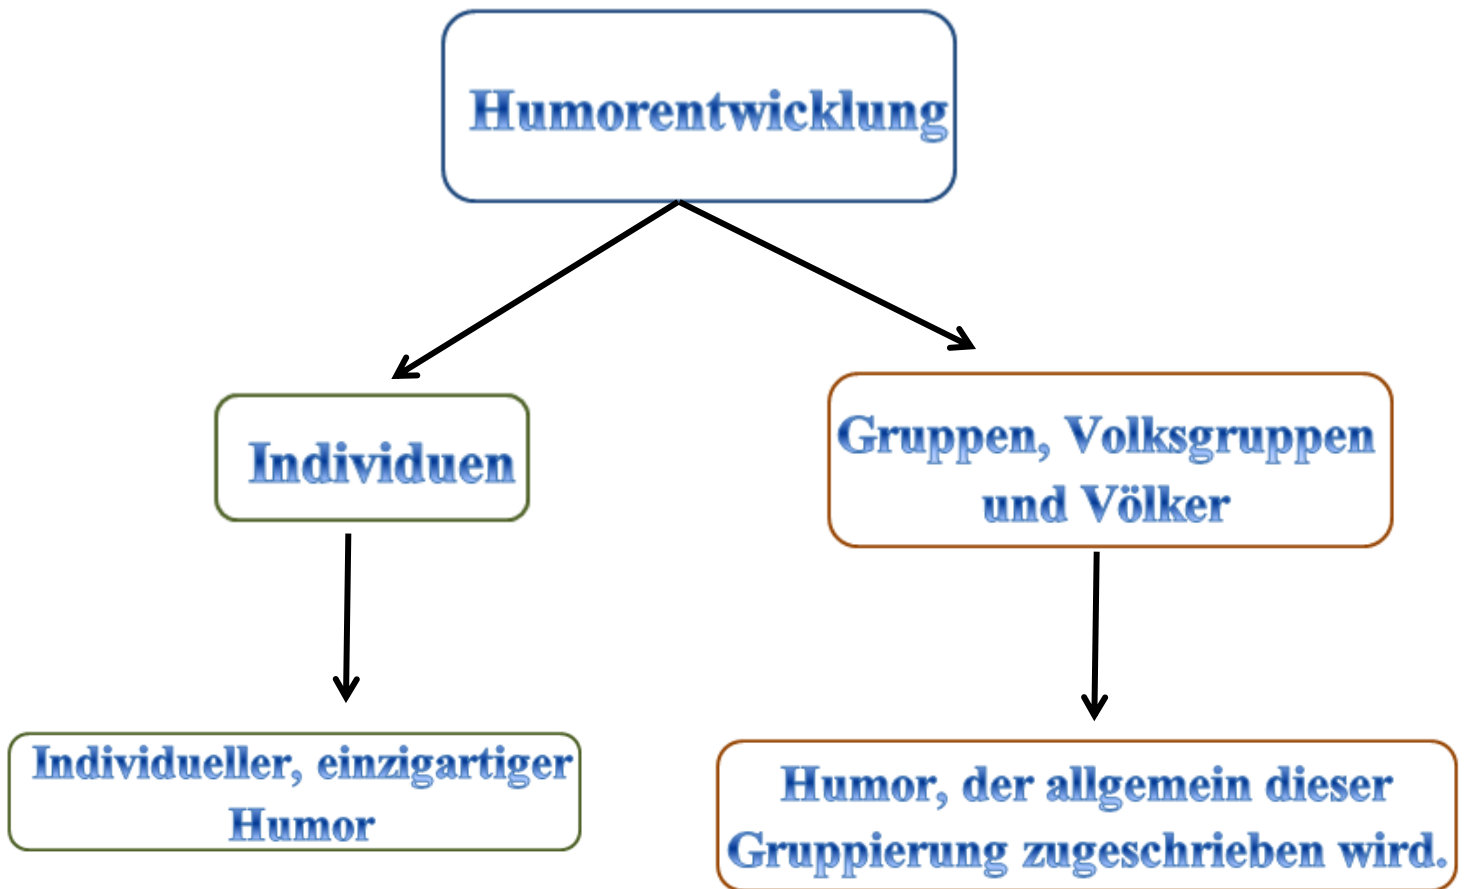 Humorentwicklung
Individuen
Gruppen, Volksgruppen
und Völker
Individueller, einzigartiger
Humor
Humor, der allgemein dieser
Gruppierung zugeschrieben wird.